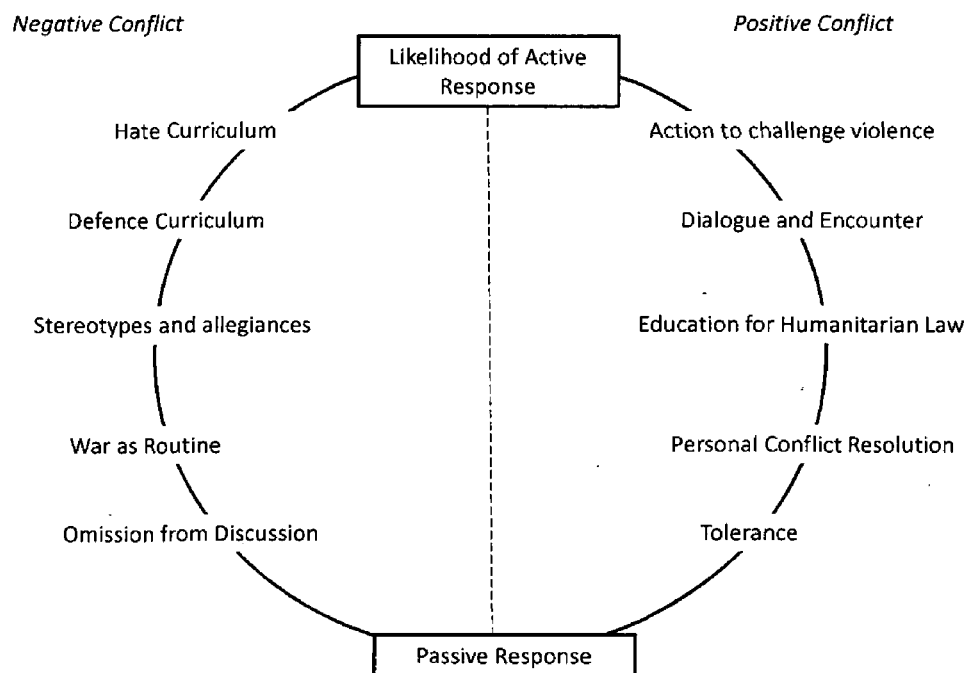 Negative Conflict
Positive Conflict
Likelihood of Active
Response
Hate Curriculum
Action to challenge violence
Defence Curriculum
Dialogue and Encounter
Stereotypes and allegiances
Education for Humanitarian Law
War as Routine
Personal Conflict Resolution
Omission from Discussion
Tolerance
Passive Response